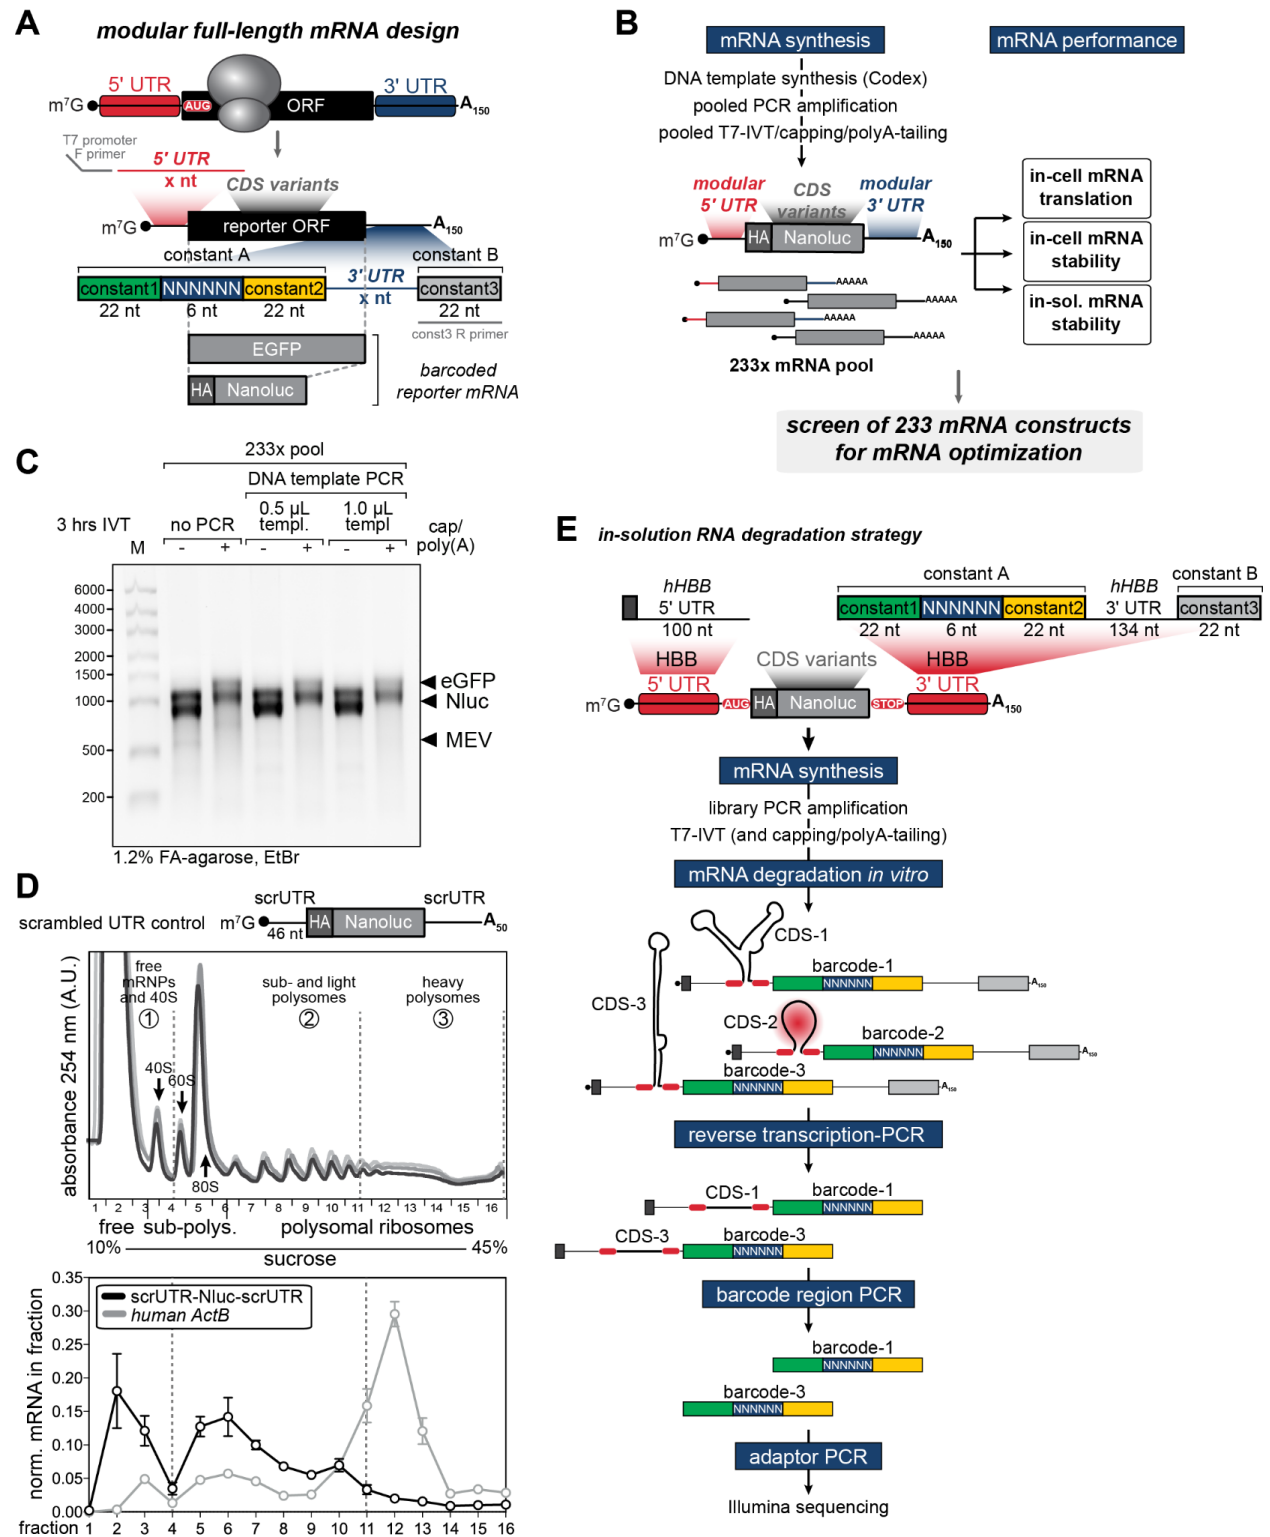 A
modular full-length mRNA design
5' UTR
3' UTR
m7G
AUG
ORF
A150
T7 promoter
F primer
5' UTR
x nt
CDS variants
m7G
reporter ORF
A150
constant A
constant B
constant1
NNNNNN
constant2
3' UTR
x nt
constant3
22 nt
6 nt
22 nt
22 nt
const3 R primer
EGFP
HA
Nanoluc
barcoded
reporter mRNA
B
mRNA synthesis
mRNA performance
DNA template synthesis (Codex)
pooled PCR amplification
pooled T7-IVT/capping/polyA-tailing
modular
5' UTR
CDS
variants
modular
3' UTR
m7G
HA
Nanoluc
A150
AAAAA
AAAAA
AAAAA
AAAAA
233x mRNA pool
in-cell mRNA
translation
in-cell mRNA
stability
in-sol. mRNA
stability
screen of 233 mRNA constructs
for mRNA optimization
C
233x pool
DNA template PCR
3 hrs IVT
no PCR
0.5 µL
templ.
1.0 µL
templ
cap/
poly(A)
M
-
+
-
+
-
+
6000
4000
3000
2000
1500
1000
500
200
eGFP
Nluc
MEV
1.2% FA-agarose, EtBr
D
scrambled UTR control
scrUTR
scrUTR
m7G
46 nt
HA
Nanoluc
A50
absorbance 254 nm (A.U.)
free
mRNPs
and 40S
1
sub- and light
polysomes
2
heavy
polysomes
3
40S
60S
80S
1 2 3 4 5 6 7 8 9 10 11 12 13 14 15 16
free sub-polys. polysomal ribosomes
10%
sucrose
45%
norm. mRNA in fraction
0.35
0.30
0.25
0.20
0.15
0.10
0.05
0.00
scrUTR-Nluc-scrUTR
human ActB
fraction 1 2 3 4 5 6 7 8 9 10 11 12 13 14 15 16
E
in-solution RNA degradation strategy
hHBB
5' UTR
100 nt
constant A
hHBB
3' UTR
134 nt
constant B
constant1
NNNNNN
constant2
constant3
22 nt
6 nt
22 nt
22 nt
HBB
5' UTR
CDS variants
HBB
3' UTR
m7G
AUG
HA
Nanoluc
STOP
A150
mRNA synthesis
library PCR amplification
T7-IVT (and capping/polyA-tailing)
mRNA degradation in vitro
CDS-1
barcode-1
A150
CDS-3
CDS-2
barcode-2
NNNNNN
A150
barcode-3
NNNNNN
A150
reverse transcription-PCR
CDS-1
barcode-1
NNNNNN
CDS-3
barcode-3
NNNNNN
barcode region PCR
barcode-1
NNNNNN
barcode-3
NNNNNN
adaptor PCR
Illumina sequencing